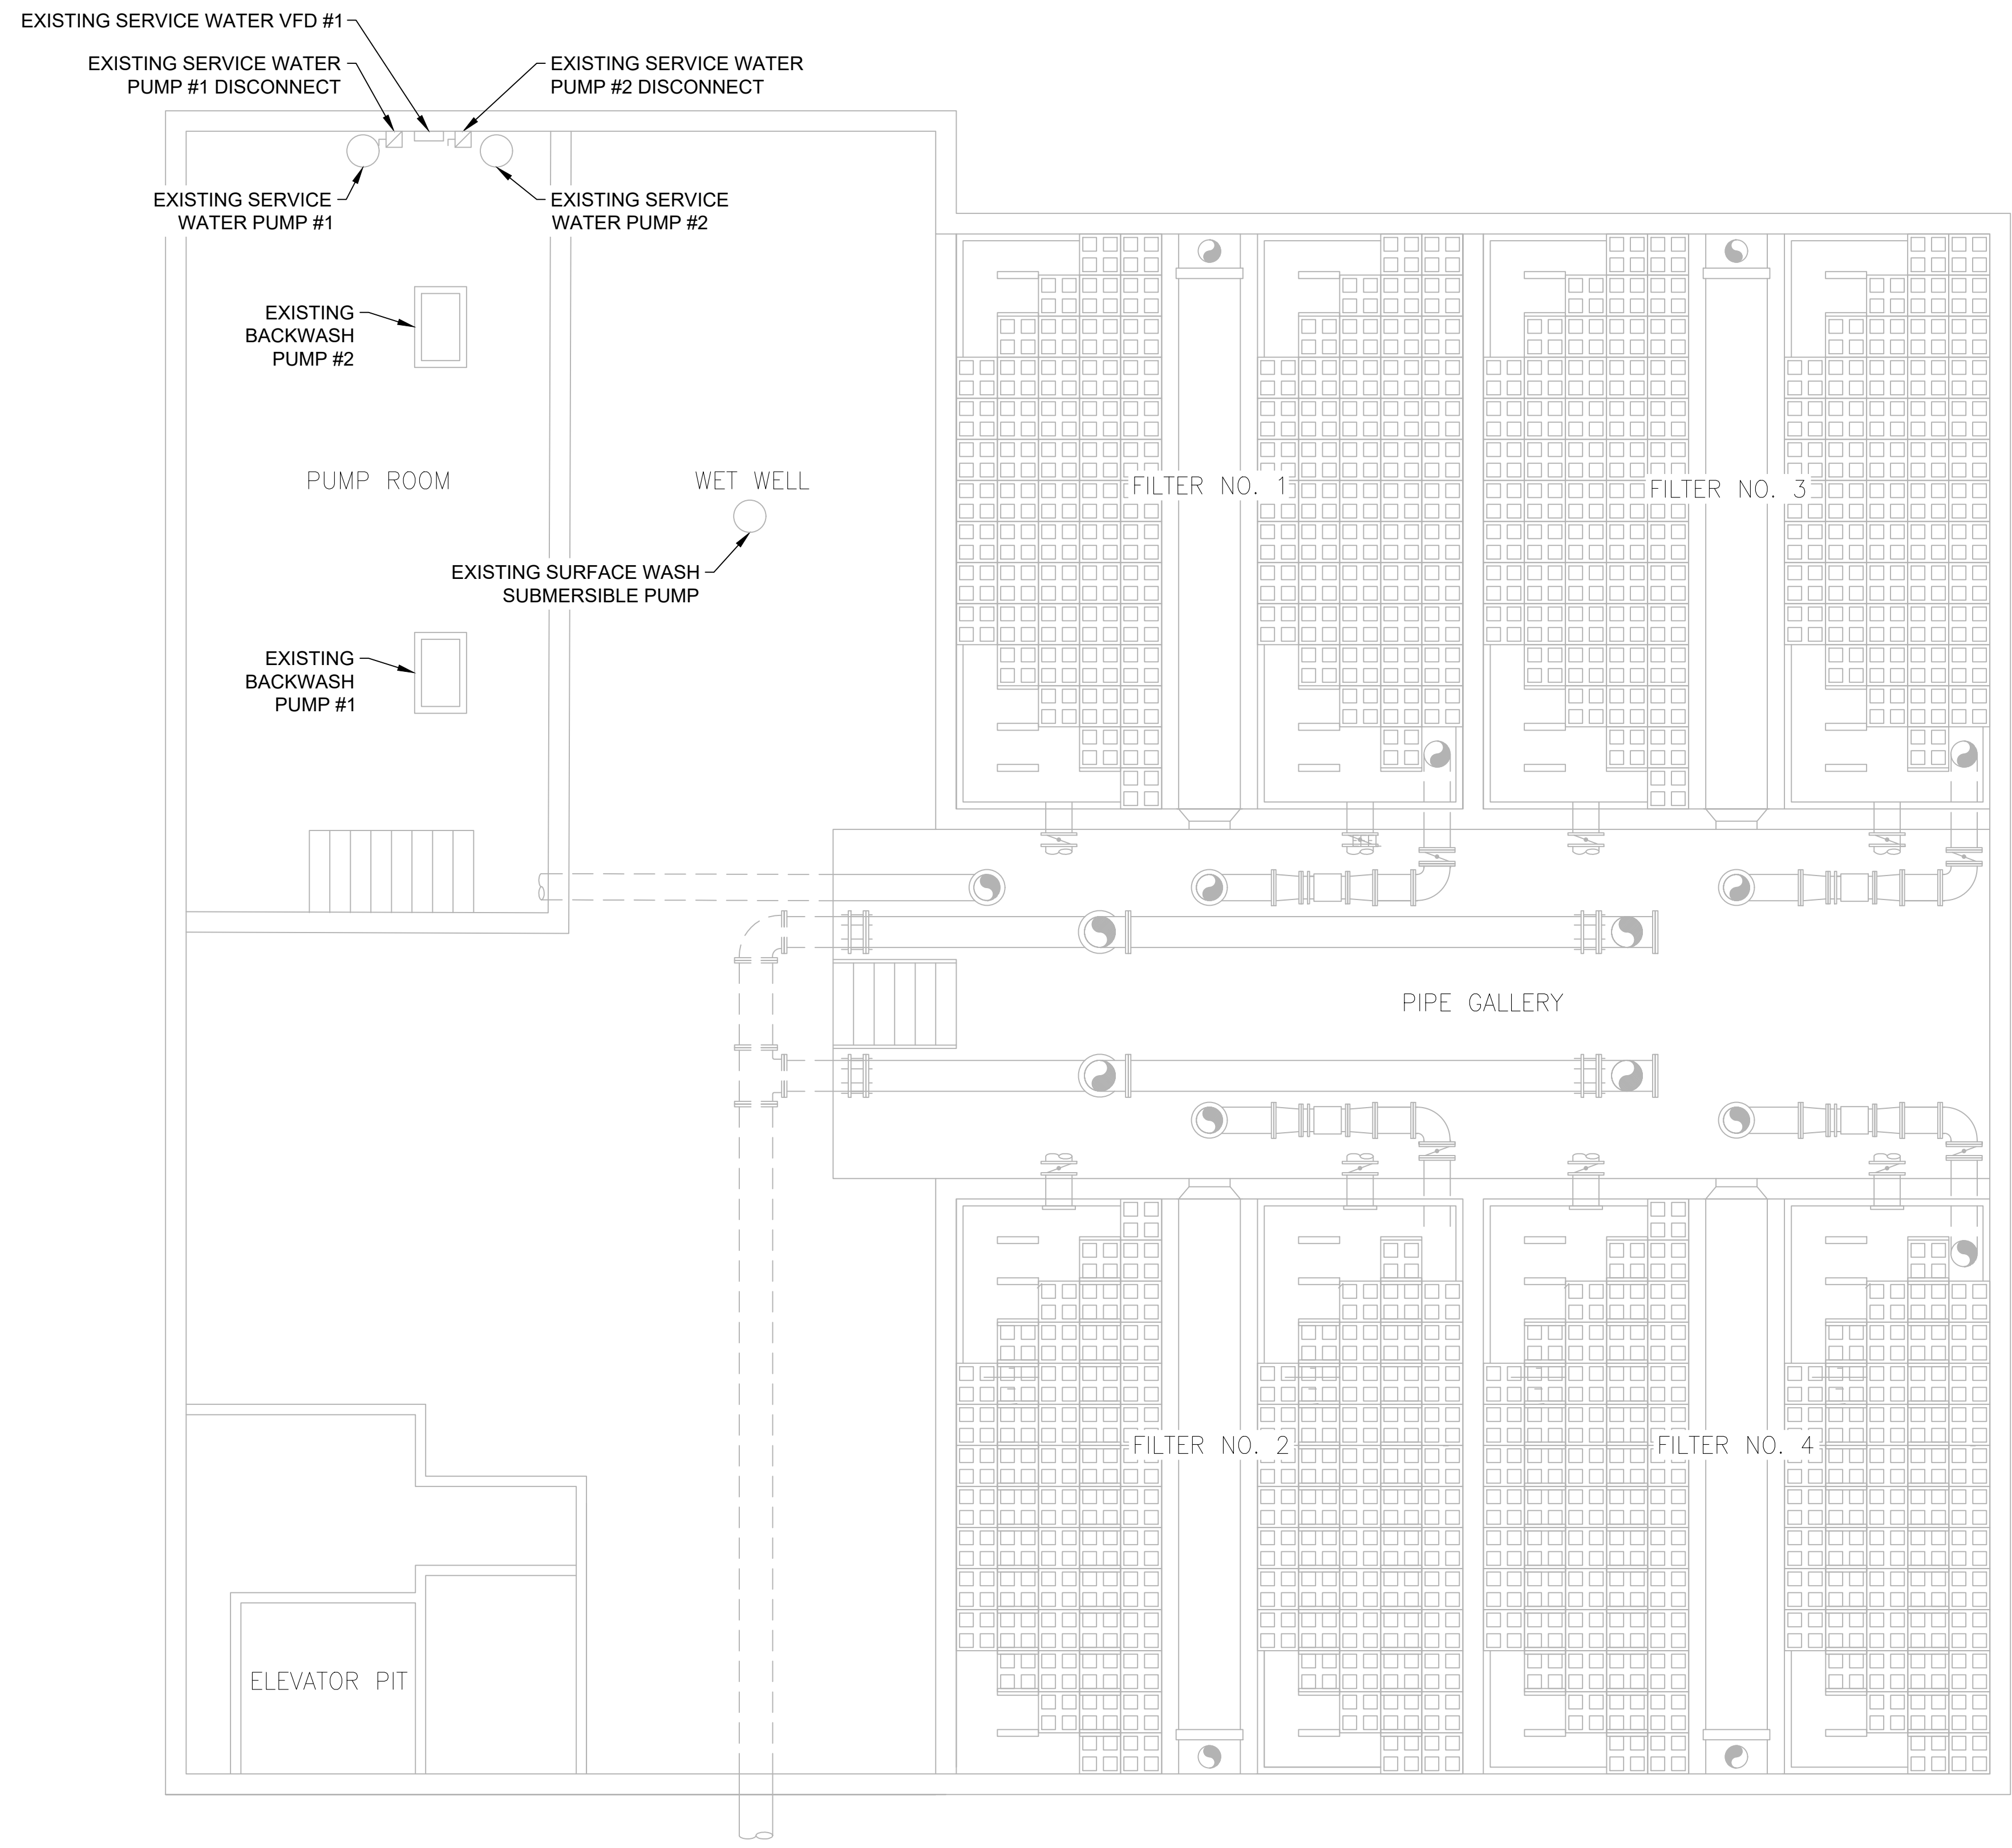 EXISTING SERVICE WATER VFD #1
EXISTING SERVICE WATER
PUMP #1 DISCONNECT
EXISTING SERVICE WATER
PUMP #2 DISCONNECT
EXISTING SERVICE
WATER PUMP #1
EXISTING SERVICE
WATER PUMP #2
EXISTING
BACKWASH
PUMP #2
PUMP ROOM
WET WELL
FILTER NO. 1
FILTER NO. 3
EXISTING SURFACE WASH
SUBMERSIBLE PUMP
EXISTING
BACKWASH
PUMP #1
PIPE GALLERY
FILTER NO. 2
FILTER NO. 4
ELEVATOR PIT